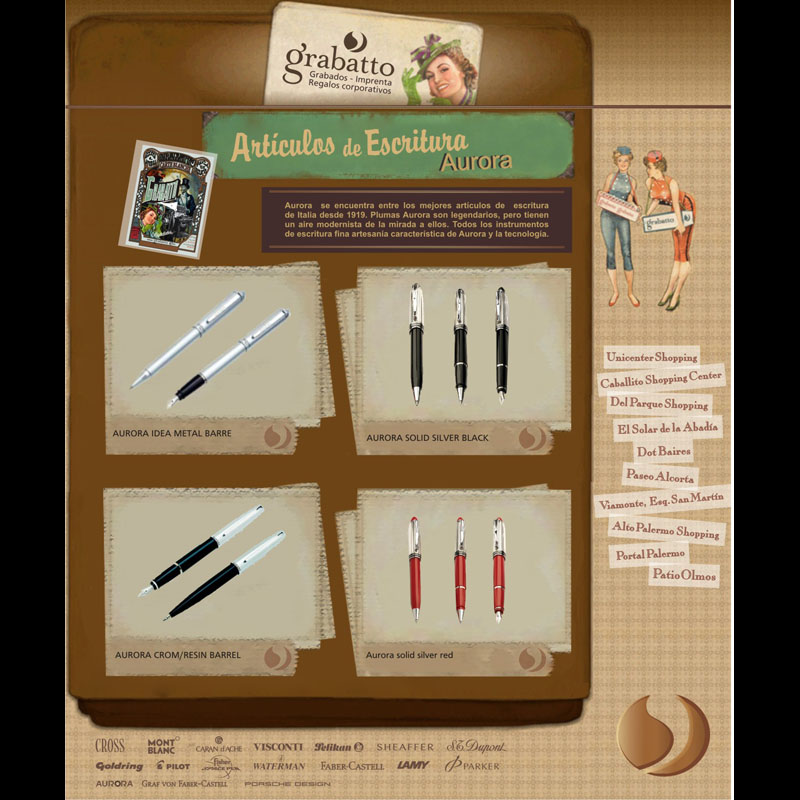 grabatto
Grabados - Imprenta
Regalos corporativos
Artículos de Escritura
Aurora
Aurora se encuentra entre los mejores articulos de escritura
de Italia desde 1919. Plumas Aurora son legendarios, pero tienen
un aire modernista de la mirada a ellos. Todos los instrumentos
de escritura fina artesanía característica de Aurora y la tecnología.
grabatto
AURORA IDEA METAL BARRE
AURORA SOLID SILVER BLACK
AURORA CROM/RESIN BARREL
Aurora solid silver red
Unicenter Shopping
Caballito Shopping Center
Del Parque Shopping
El Solar de la Abadía
Dot Baires
Paseo Alcorta
Viamonte, Esq. San Martín
Alto Palermo Shopping
Portal Palermo
Patio Olmos
CROSS MONT BLANC CARAN d'ACHE VISCONTI Pelikan SHEAFFER S.T. Dupont
Goldring PILOT Fisher SPACE PEN WATERMAN FABER-CASTELL LAMY PARKER
AURORA GRAF VON FABER-CASTELL PORSCHE DESIGN